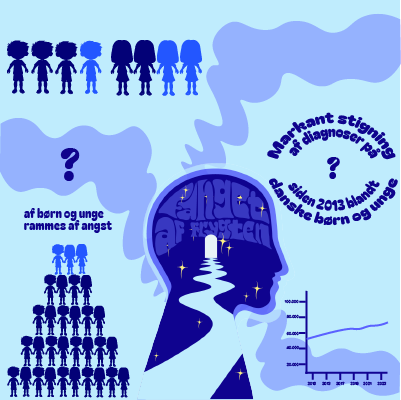 Markant stigning
af diagnoser på
?
siden 2013 blandt
danske børn og unge
?
af børn og unge
rammes af angst
fanget
af frygten
100.000
80.000
60.000
40.000
20.000
2013 2015 2017 2019 2021 2023